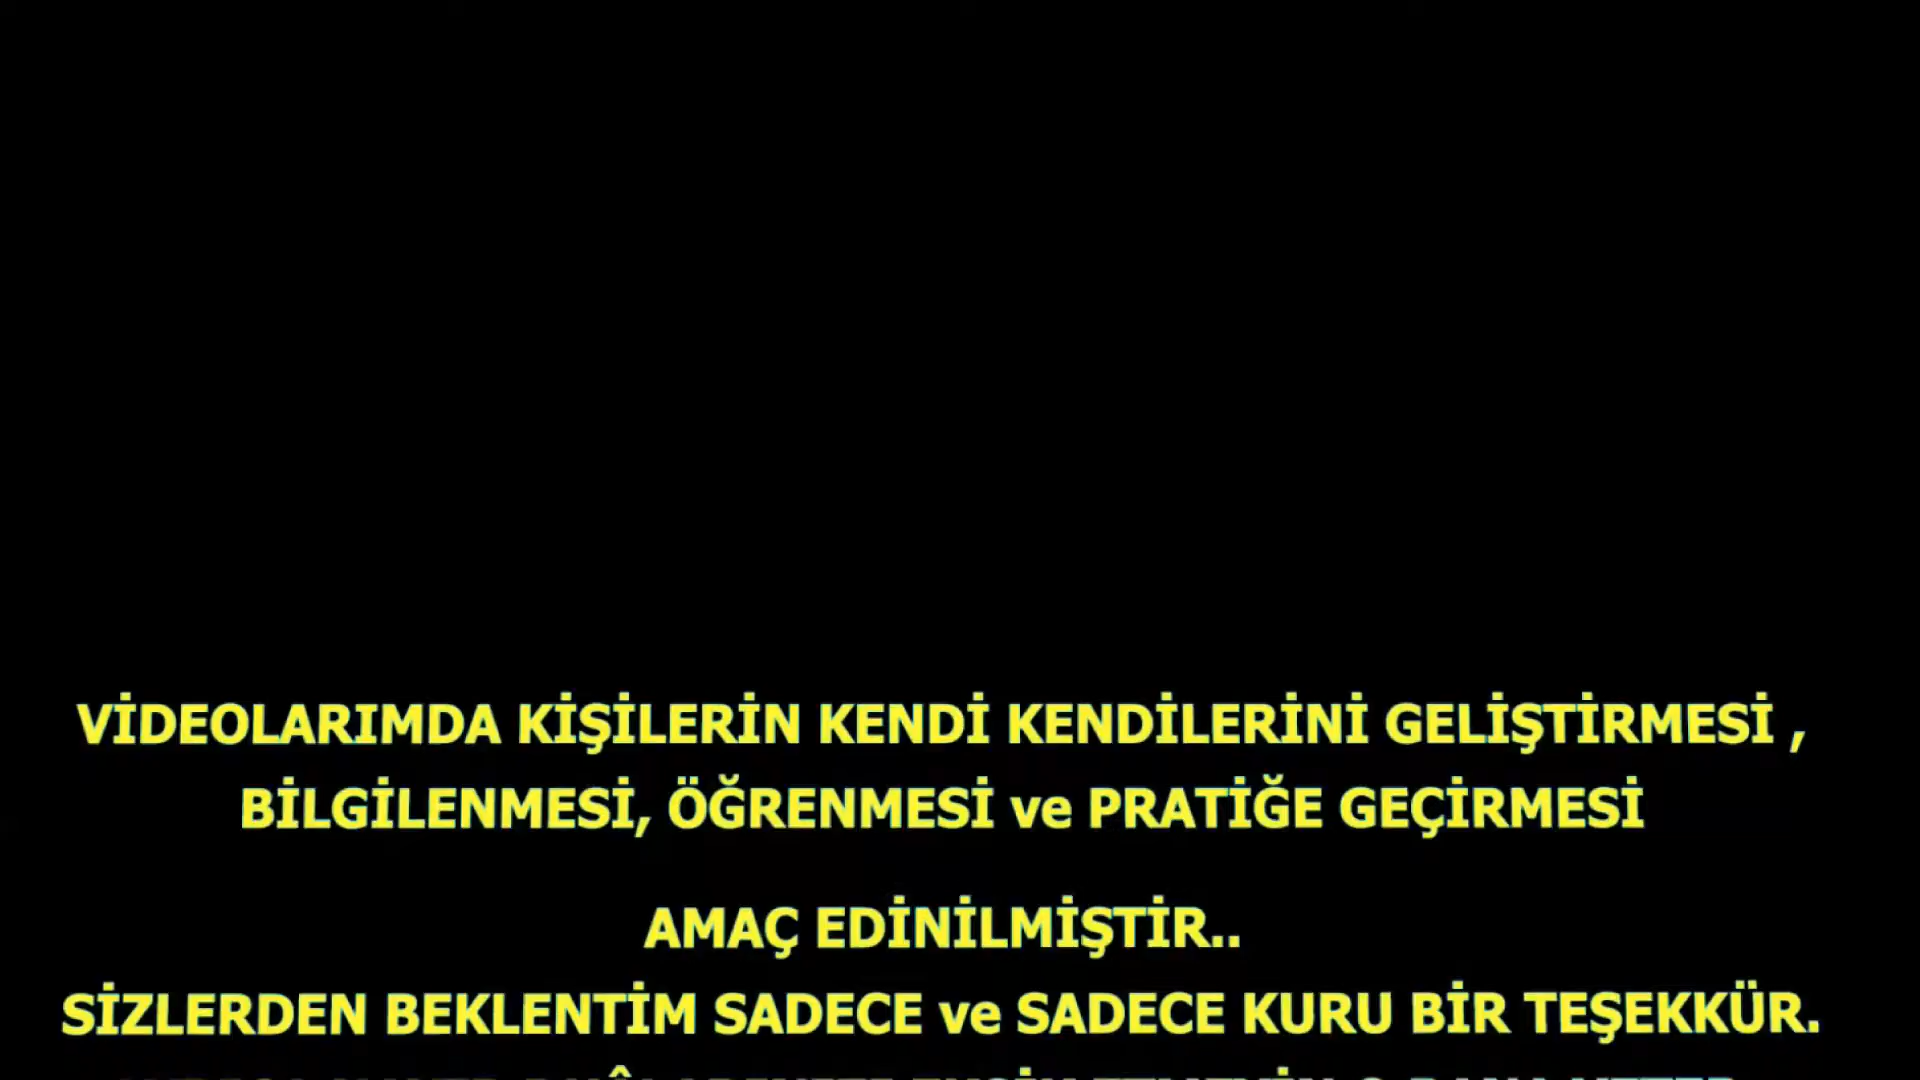 VİDEOLARIMDA KİŞİLERİN KENDİ KENDİLERİNİ GELİŞTİRMESİ ,
BİLGİLENMESİ, ÖĞRENMESİ ve PRATİĞE GEÇİRMESİ
AMAÇ EDİNİLMİŞTİR..
SİZLERDEN BEKLENTİM SADECE ve SADECE KURU BİR TEŞEKKÜR.